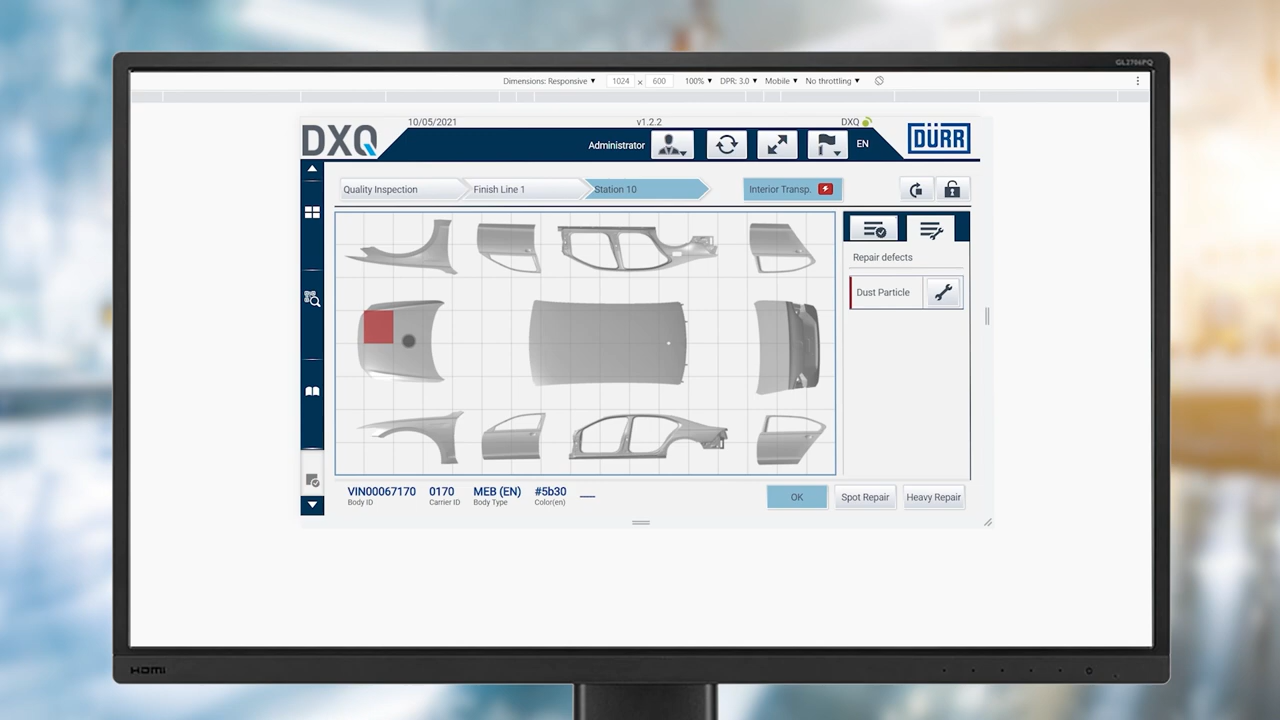 GL2706PQ
Dimensions: Responsive ▼ 1024 x 600 100% ▼ DPR: 3.0 ▼ Mobile ▼ No throttling ▼
10/05/2021 v1.2.2 DXQ
DXQ Administrator EN DÜRR
Quality Inspection Finish Line 1 Station 10 Interior Transp.
Repair defects
Dust Particle
VIN00067170 0170 MEB (EN) #5b30
Body ID Carrier ID Body Type Color(en)
OK Spot Repair Heavy Repair
HDMI